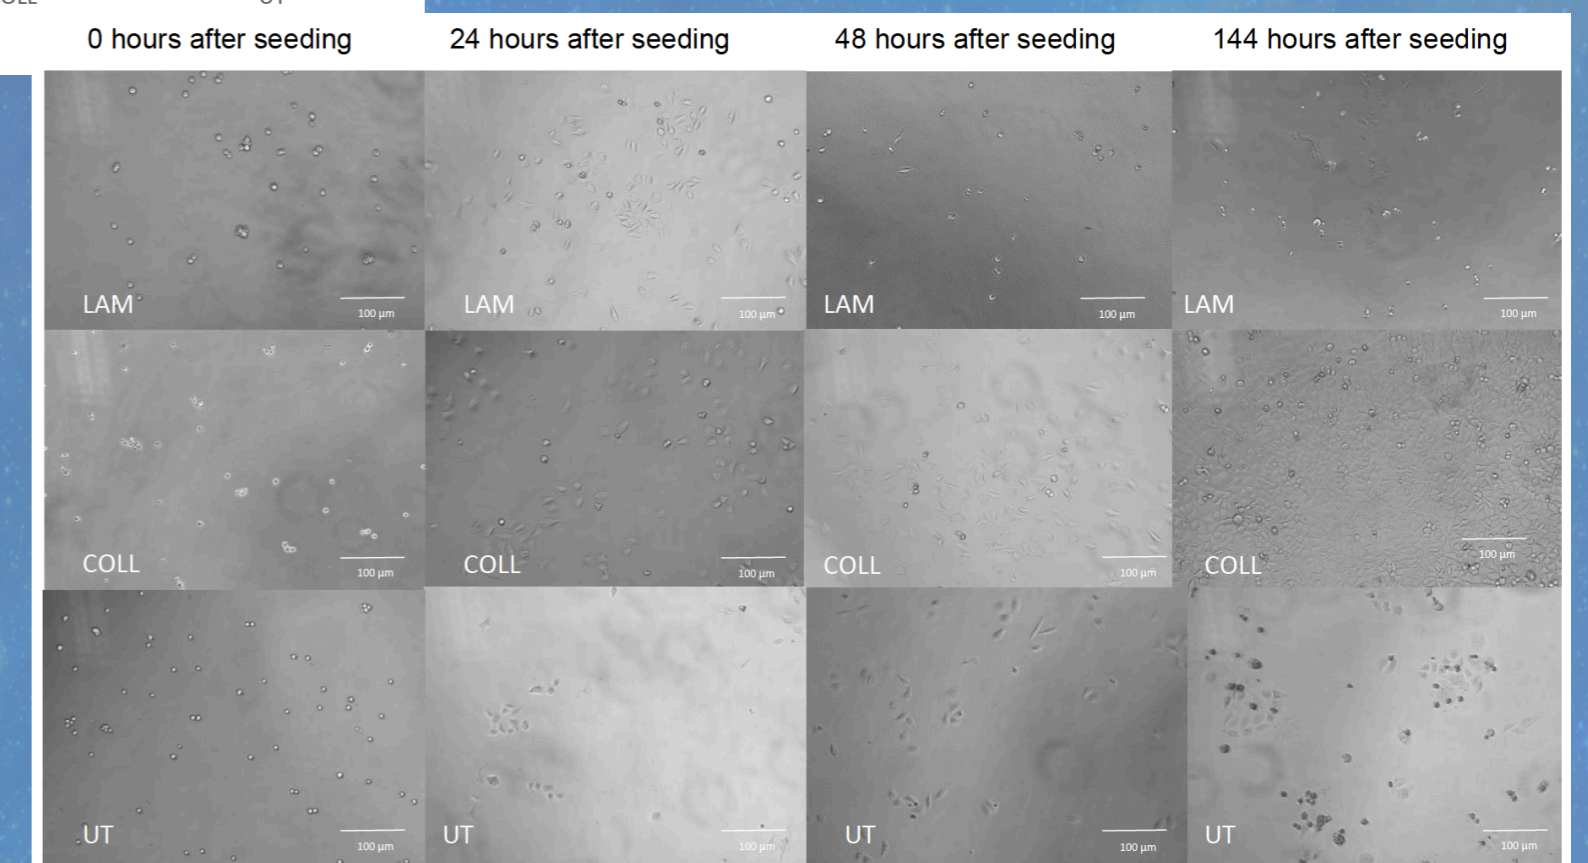 0 hours after seeding 24 hours after seeding 48 hours after seeding 144 hours after seeding
LAM 100 µm LAM 100 µm LAM 100 µm LAM 100 µm
COLL 100 µm COLL 100 µm COLL 100 µm COLL 100 µm
UT 100 µm UT 100 µm UT 100 µm UT 100 µm